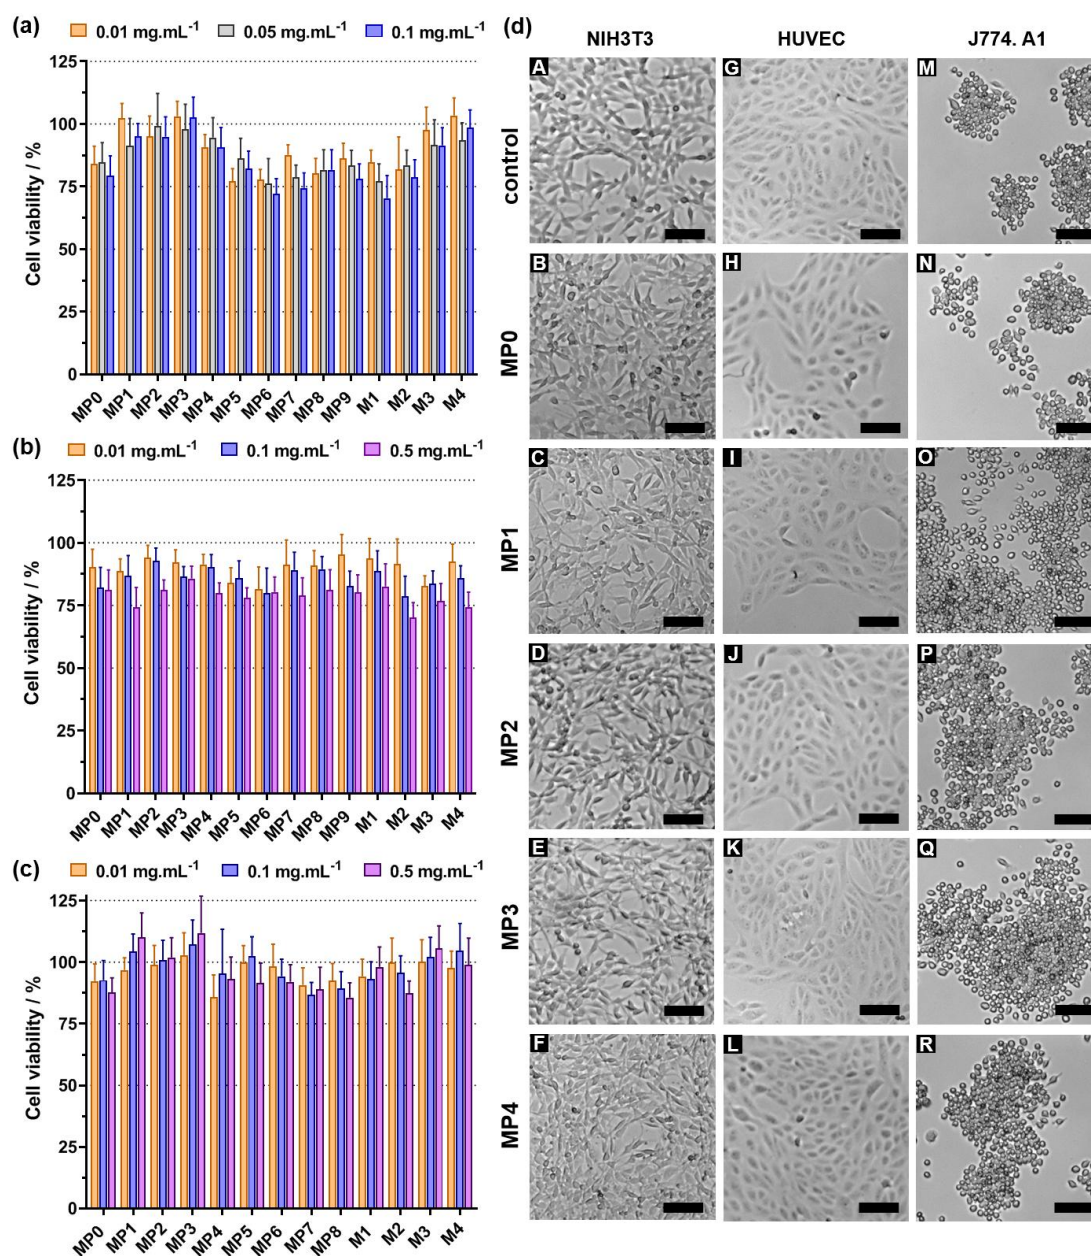 (a)
0.01 mg.mL-1 0.05 mg.mL-1 0.1 mg.mL-1
Cell viability / %
125
100
75
50
25
0
MP0 MP1 MP2 MP3 MP4 MP5 MP6 MP7 MP8 MP9 M1 M2 M3 M4
(b)
0.01 mg.mL-1 0.1 mg.mL-1 0.5 mg.mL-1
Cell viability / %
125
100
75
50
25
0
MP0 MP1 MP2 MP3 MP4 MP5 MP6 MP7 MP8 MP9 M1 M2 M3 M4
(c)
0.01 mg.mL-1 0.1 mg.mL-1 0.5 mg.mL-1
Cell viability / %
125
100
75
50
25
0
MP0 MP1 MP2 MP3 MP4 MP5 MP6 MP7 MP8 M1 M2 M3 M4
(d)
NIH3T3 HUVEC J774. A1
control
A G M
MP0
B H N
MP1
C I O
MP2
D J P
MP3
E K Q
MP4
F L R